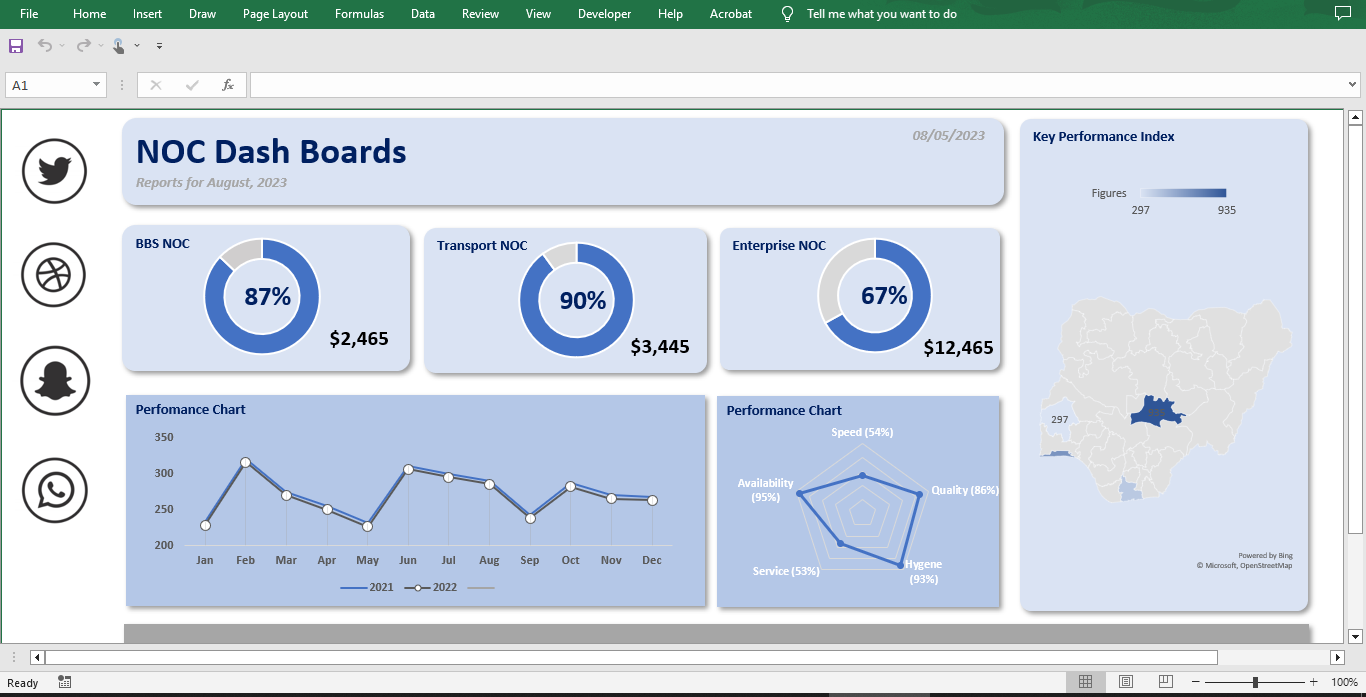 File Home Insert Draw Page Layout Formulas Data Review View Developer Help Acrobat Tell me what you want to do
A1
fx
NOC Dash Boards
08/05/2023
Reports for August, 2023
BBS NOC
87%
$2,465
Transport NOC
90%
$3,445
Enterprise NOC
67%
$12,465
Key Performance Index
Figures
297 935
297
935
Powered by Bing
© Microsoft, OpenStreetMap
Perfomance Chart
350
300
250
200
Jan Feb Mar Apr May Jun Jul Aug Sep Oct Nov Dec
2021 2022
Performance Chart
Speed (54%)
Quality (86%)
Hygene
(93%)
Service (53%)
Availability
(95%)
Ready
100%